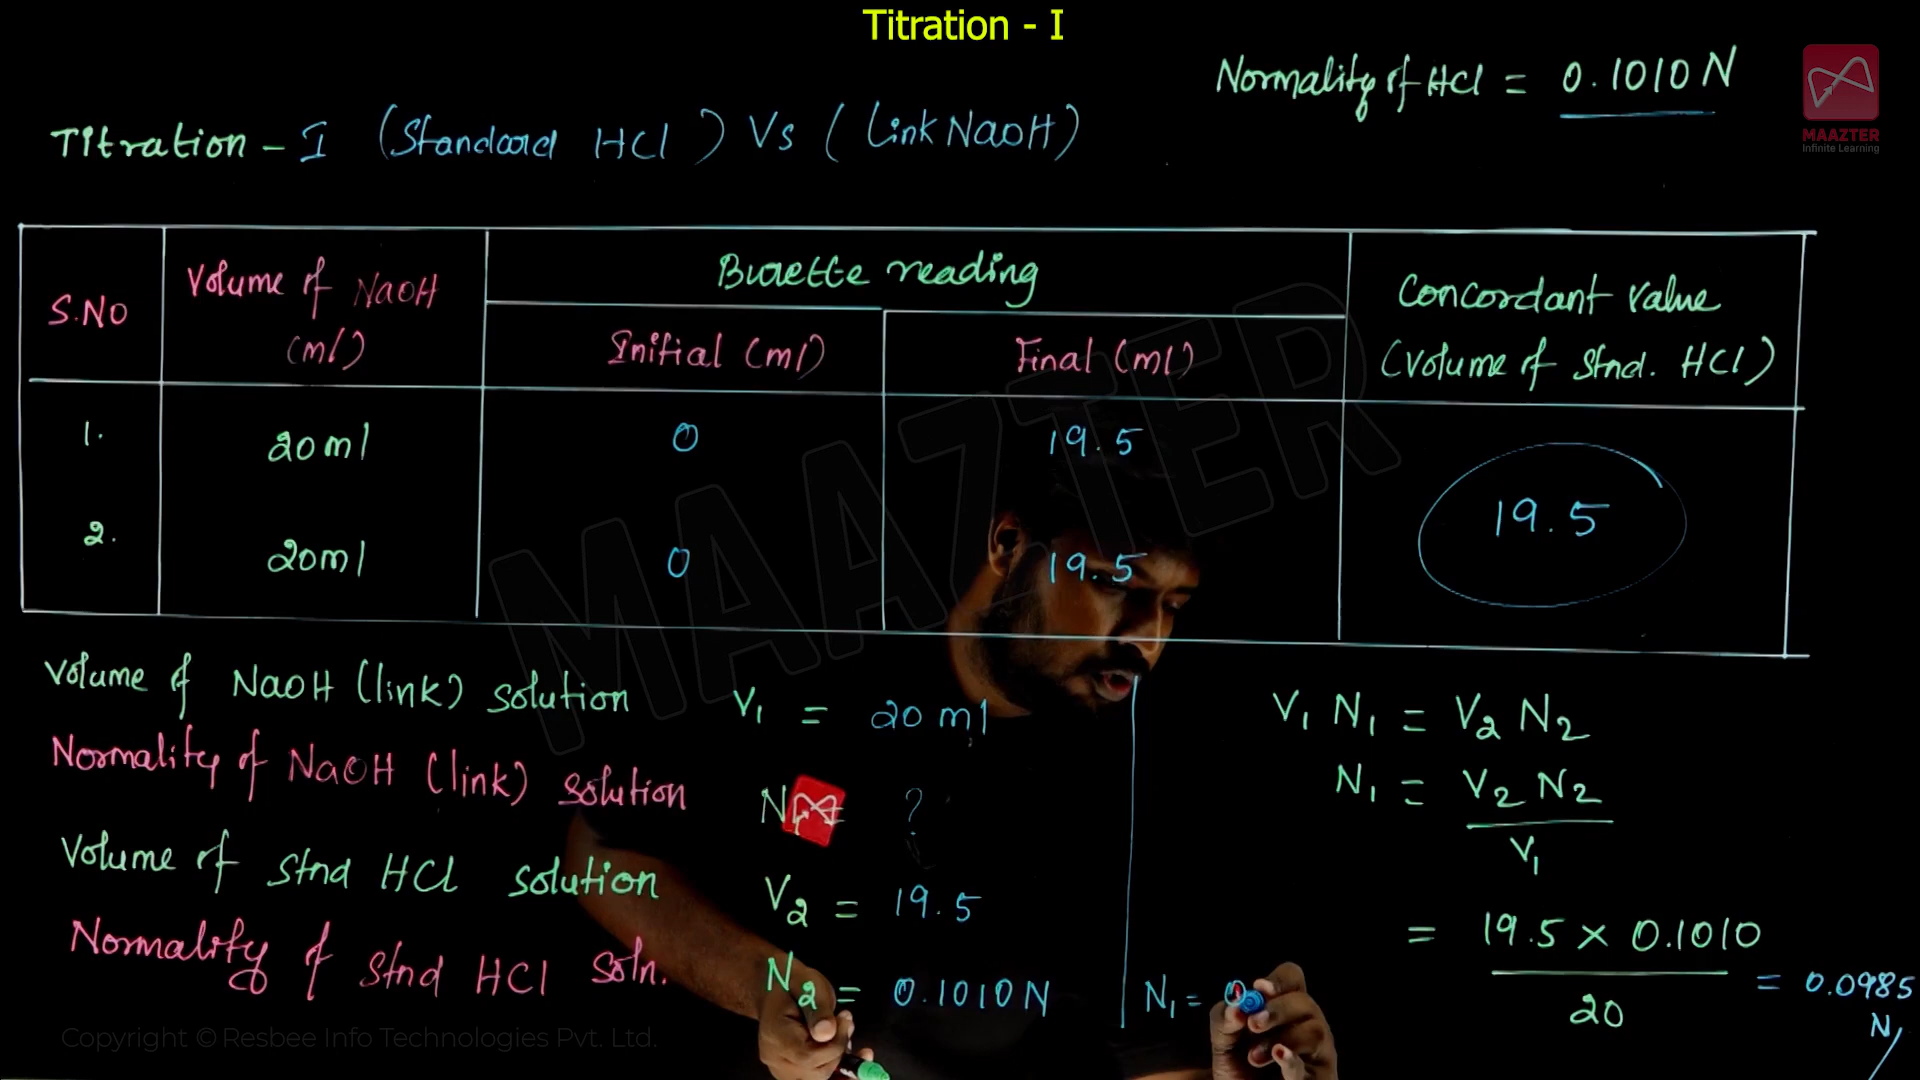 Titration - I
Normality of HCl = 0.1010 N
MAAZTER
Infinite Learning
Titration - I (Standard HCl) Vs (Link NaOH)
S.NO
Volume of NaOH
(ml)
Burette reading
Initial (ml)
Final (ml)
Concordant Value
(Volume of Stnd. HCl)
1.
20 ml
0
19.5
2.
20 ml
0
19.5
19.5
MAAZTER
Volume of NaOH (link) solution V1 = 20 ml
Normality of NaOH (link) solution N ?
Volume of Stnd HCl solution V2 = 19.5
Normality of Stnd HCl Soln. N2 = 0.1010 N
V1 N1 = V2 N2
N1 = V2 N2
V1
= 19.5 × 0.1010
20
= 0.0985
N
N1 = 0
Copyright © Resbee Info Technologies Pvt. Ltd.